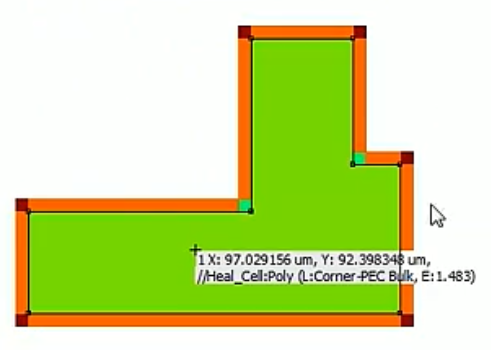 1 X: 97.029156 um, Y: 92.398348 um,
//Heal_Cell:Poly (L:Corner-PEC Bulk, E:1.483)